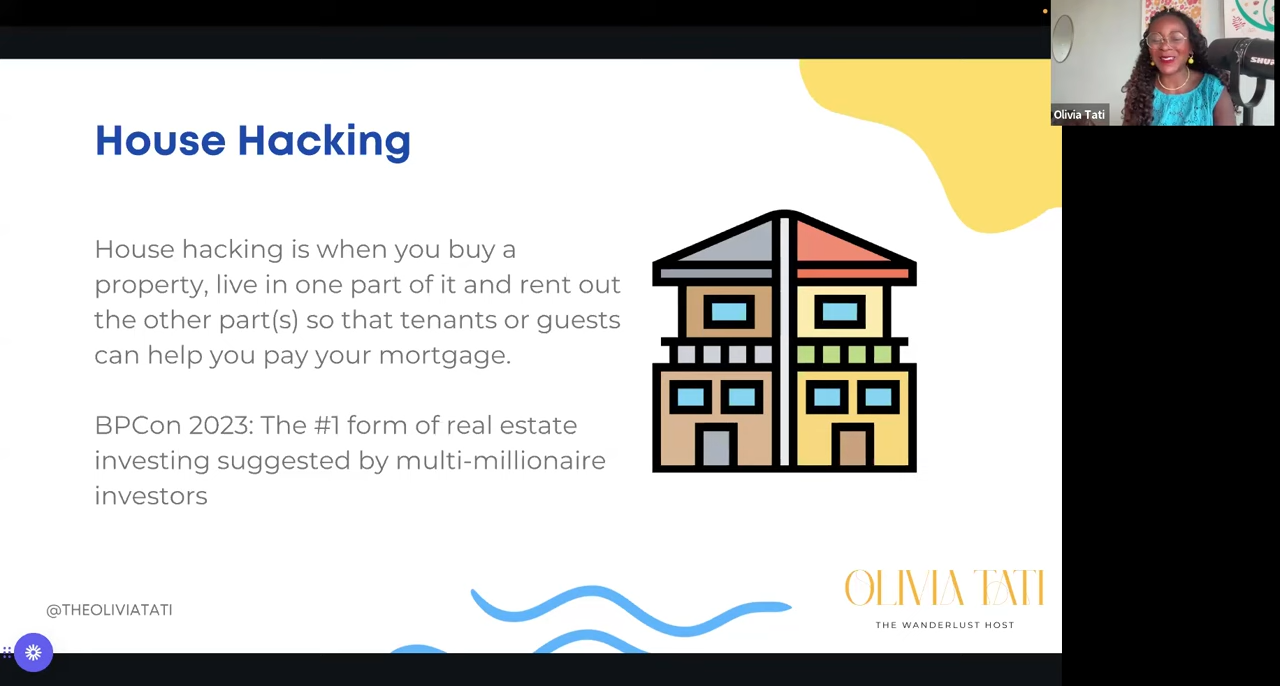 House Hacking
House hacking is when you buy a
property, live in one part of it and rent out
the other part(s) so that tenants or guests
can help you pay your mortgage.
BPCon 2023: The #1 form of real estate
investing suggested by multi-millionaire
investors
@THEOLIVIATATI
OLIVIA TATI
THE WANDERLUST HOST
Olivia Tati
SHURE